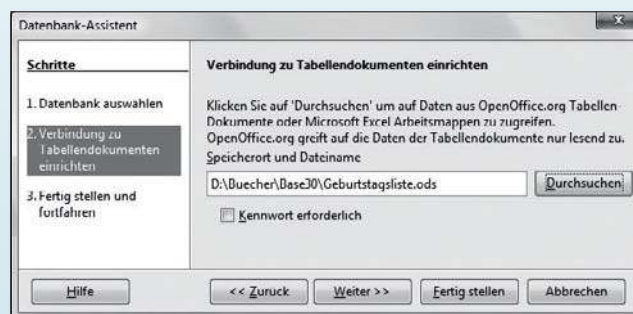 Datenbank-Assistent
Schritte
1. Datenbank auswählen
2. Verbindung zu
Tabellendokumenten
einrichten
3. Fertig stellen und
fortfahren
Verbindung zu Tabellendokumenten einrichten
Klicken Sie auf 'Durchsuchen' um auf Daten aus OpenOffice.org Tabellen-
Dokumente oder Microsoft Excel Arbeitsmappen zu zugreifen.
OpenOffice.org greift auf die Daten der Tabellendokumente nur lesend zu.
Speicherort und Dateiname
D:\Buecher\Base30\Geburtstagsliste.ods
Durchsuchen
Kennwort erforderlich
Hilfe
<< Zurück
Weiter >>
Fertig stellen
Abbrechen